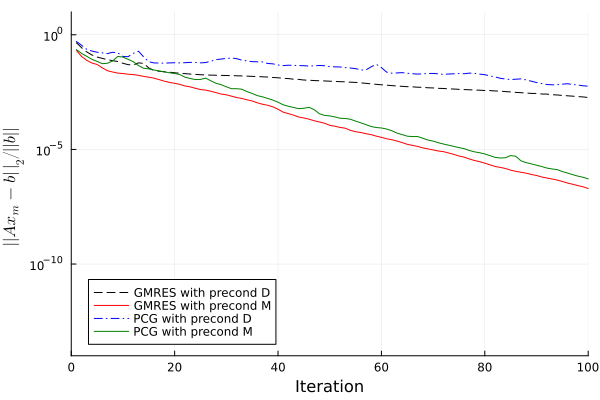 10^0
10^-5
10^-10
||Ax_m − b||_2/||b||
GMRES with precond D
GMRES with precond M
PCG with precond D
PCG with precond M
0 20 40 60 80 100
Iteration